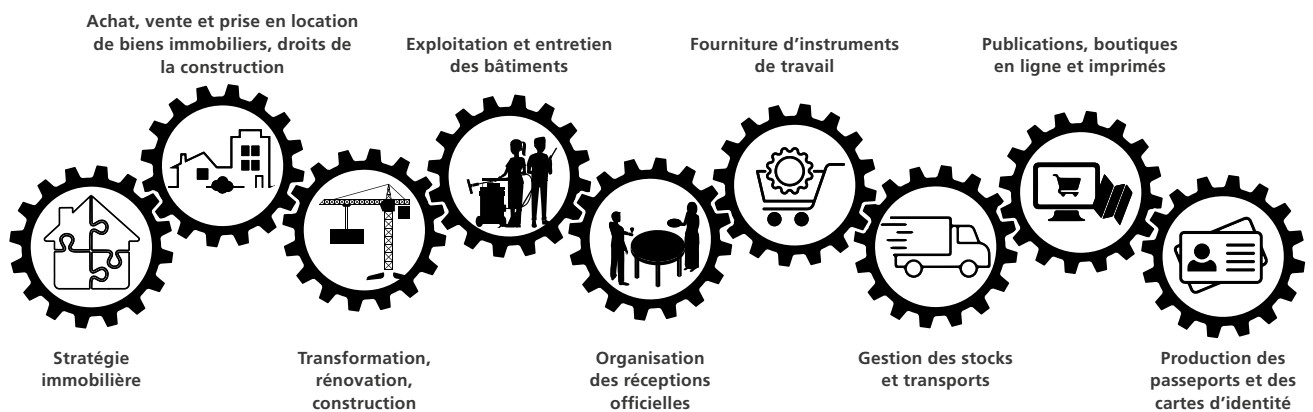 Achat, vente et prise en location
de biens immobiliers, droits de
la construction
Exploitation et entretien
des bâtiments
Fourniture d’instruments
de travail
Publications, boutiques
en ligne et imprimés
Stratégie
immobilière
Transformation,
rénovation,
construction
Organisation
des réceptions
officielles
Gestion des stocks
et transports
Production des
passeports et des
cartes d’identité